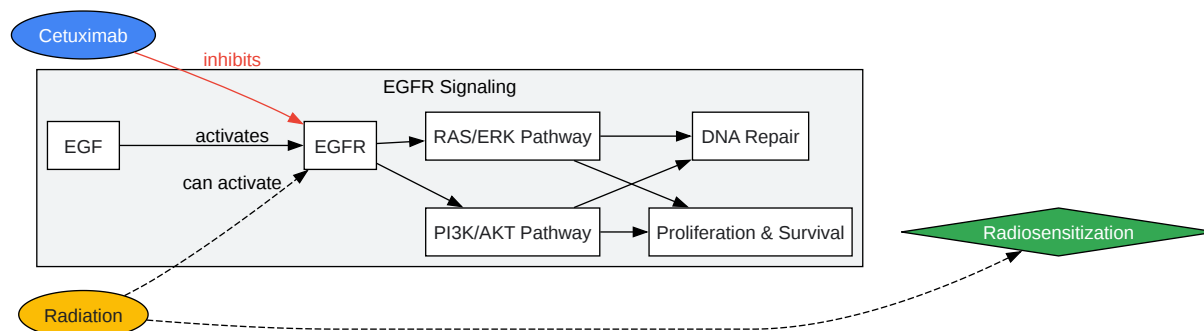 Cetuximab
inhibits
EGFR Signaling
EGF
activates
EGFR
RAS/ERK Pathway
DNA Repair
can activate
PI3K/AKT Pathway
Proliferation & Survival
Radiosensitization
Radiation